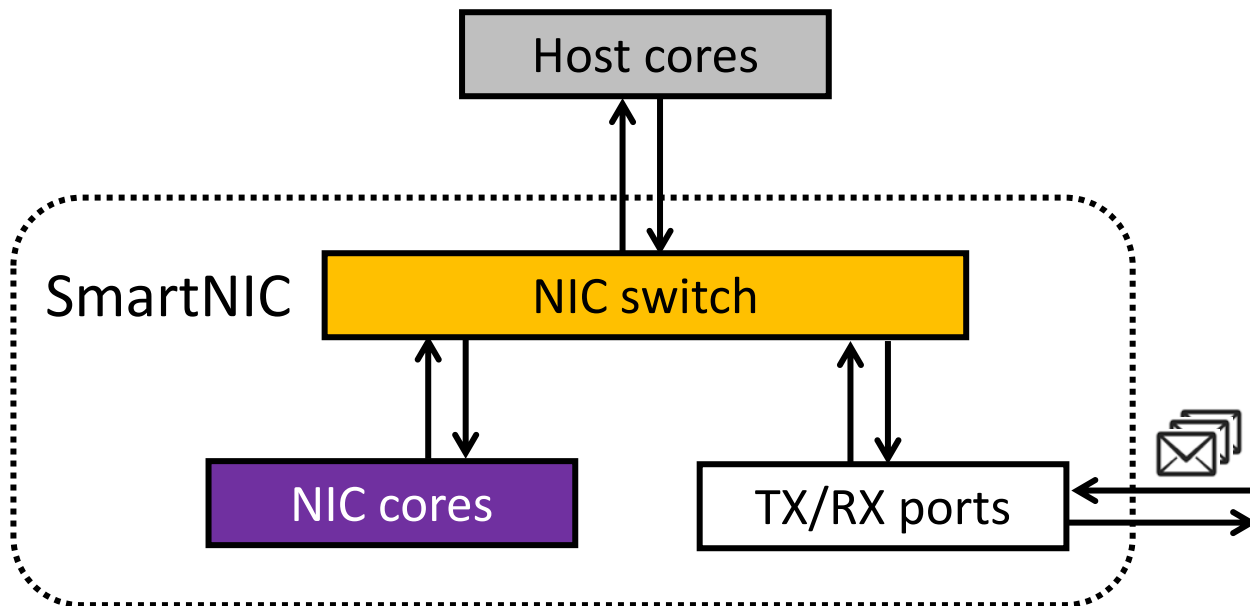 Host cores
SmartNIC
NIC switch
NIC cores
TX/RX ports